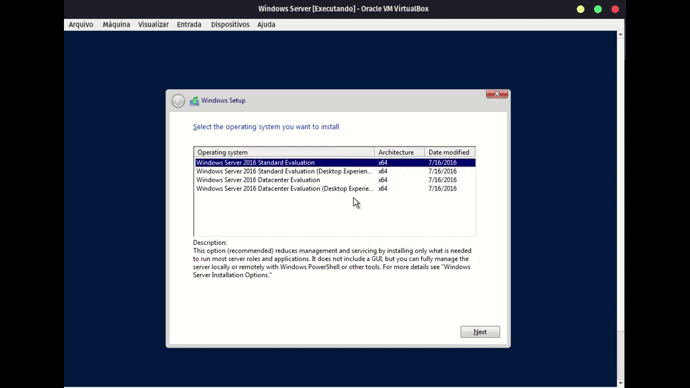 Windows Server [Executando] - Oracle VM VirtualBox
Arquivo Máquina Visualizar Entrada Dispositivos Ajuda
Windows Setup
Select the operating system you want to install
Operating system Architecture Date modified
Windows Server 2016 Standard Evaluation x64 7/16/2016
Windows Server 2016 Standard Evaluation (Desktop Experien... x64 7/16/2016
Windows Server 2016 Datacenter Evaluation x64 7/16/2016
Windows Server 2016 Datacenter Evaluation (Desktop Experie... x64 7/16/2016
Description:
This option (recommended) reduces management and servicing by installing only what is needed
to run most server roles and applications. It does not include a GUI, but you can fully manage the
server locally or remotely with Windows PowerShell or other tools. For more details see "Windows
Server Installation Options."
Next